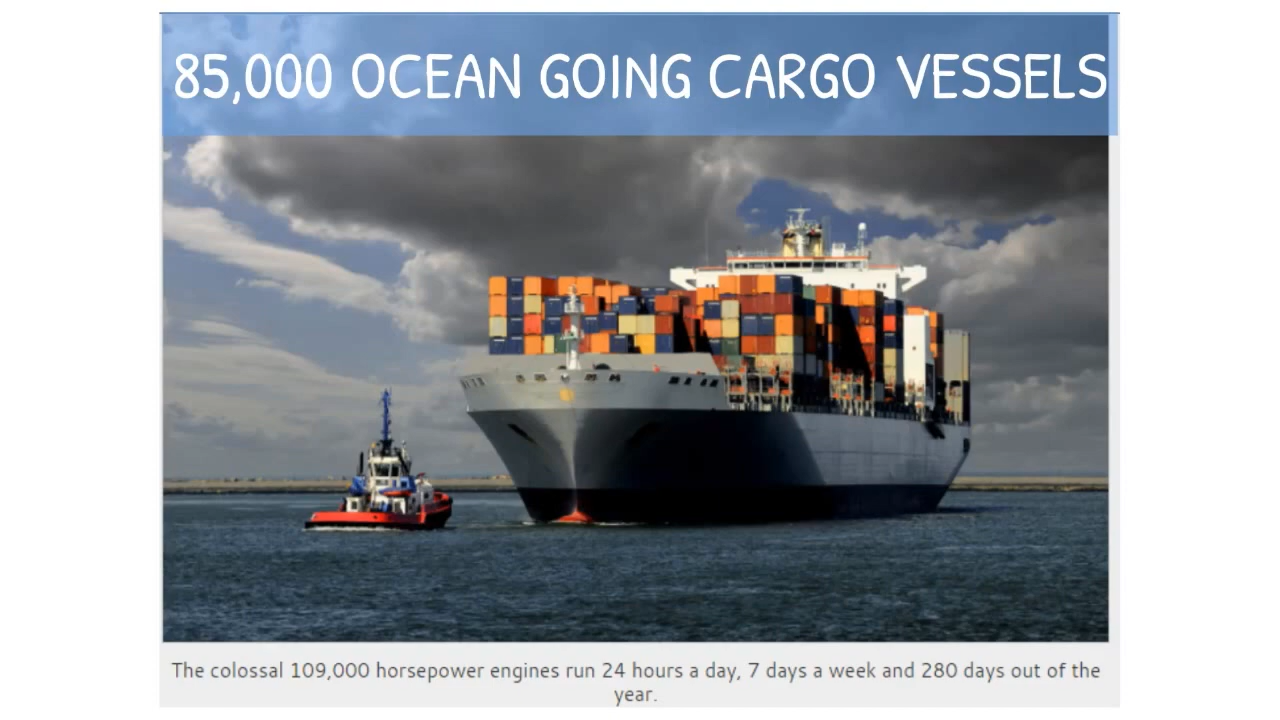 85,000 OCEAN GOING CARGO VESSELS
The colossal 109,000 horsepower engines run 24 hours a day, 7 days a week and 280 days out of the
year.